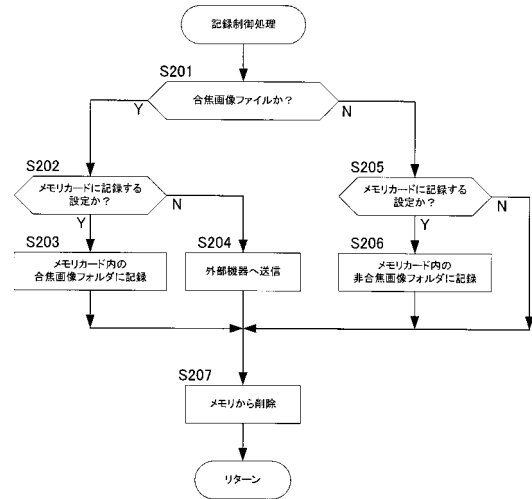 記録制御処理
S201
合焦画像ファイルか？
Y
N
S202
メモリカードに記録する
設定か？
N
Y
S205
メモリカードに記録する
設定か？
N
Y
S203
メモリカード内の
合焦画像フォルダに記録
S204
外部機器へ送信
S206
メモリカード内の
非合焦画像フォルダに記録
S207
メモリから削除
リターン